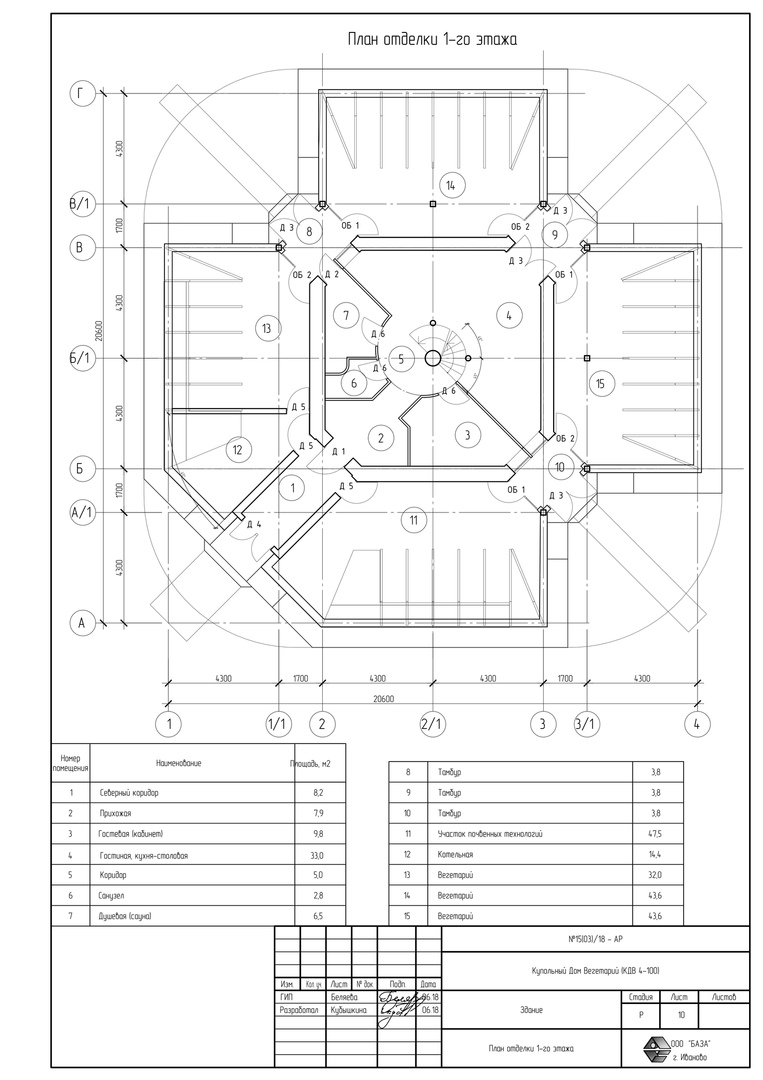 План отделки 1-го этажа
Г
4300
В/1
14
Д 3
Д 3
8
ОБ 1
ОБ 2
9
1700
В
Д 3
ОБ 2
Д 2
ОБ 1
4300
20600
13
7
4
Д 6
Б/1
5
Д 6
6
15
Д 6
4300
Д 5
12
Д 5
Д 1
2
3
ОБ 2
Б
10
1
Д 5
ОБ 1
Д 3
1700
А/1
Д 4
11
4300
А
4300
1700
4300
4300
1700
4300
20600
1
1/1
2
2/1
3
3/1
4
Номер помещения
Наименование
Площадь, м2
1 Северный коридор 8,2
2 Прихожая 7,9
3 Гостевая (кабинет) 9,8
4 Гостиная, кухня-столовая 33,0
5 Коридор 5,0
6 Санузел 2,8
7 Душевая (сауна) 6,5
8 Тамбур 3,8
9 Тамбур 3,8
10 Тамбур 3,8
11 Участок почвенных технологий 47,5
12 Котельная 14,4
13 Вегетарий 32,0
14 Вегетарий 43,6
15 Вегетарий 43,6
№15(03)/18 - АР
Купольный Дом Вегетарий (КДВ 4-100)
Изм Кол уч Лист № док Подп Дата
ГИП Беляева 06.18
Разработал Кудышкина 06.18
Здание
Стадия Лист Листов
Р 10
План отделки 1-го этажа
ООО "БАЗА"
г. Иваново